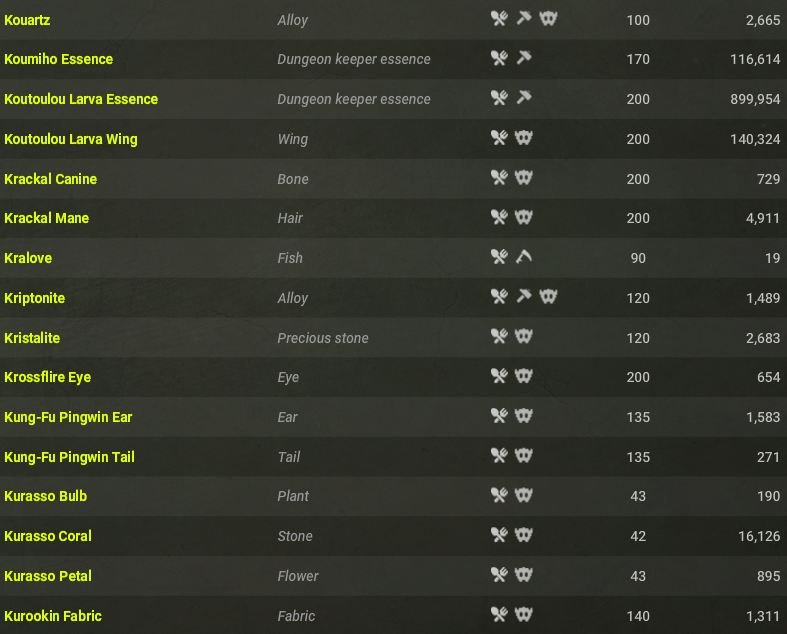 Kouartz Alloy 100 2,665
Koumiho Essence Dungeon keeper essence 170 116,614
Koutoulou Larva Essence Dungeon keeper essence 200 899,954
Koutoulou Larva Wing Wing 200 140,324
Krackal Canine Bone 200 729
Krackal Mane Hair 200 4,911
Kralove Fish 90 19
Kriptonite Alloy 120 1,489
Kristalite Precious stone 120 2,683
Krossfire Eye Eye 200 654
Kung-Fu Pingwin Ear Ear 135 1,583
Kung-Fu Pingwin Tail Tail 135 271
Kurasso Bulb Plant 43 190
Kurasso Coral Stone 42 16,126
Kurasso Petal Flower 43 895
Kurookin Fabric Fabric 140 1,311